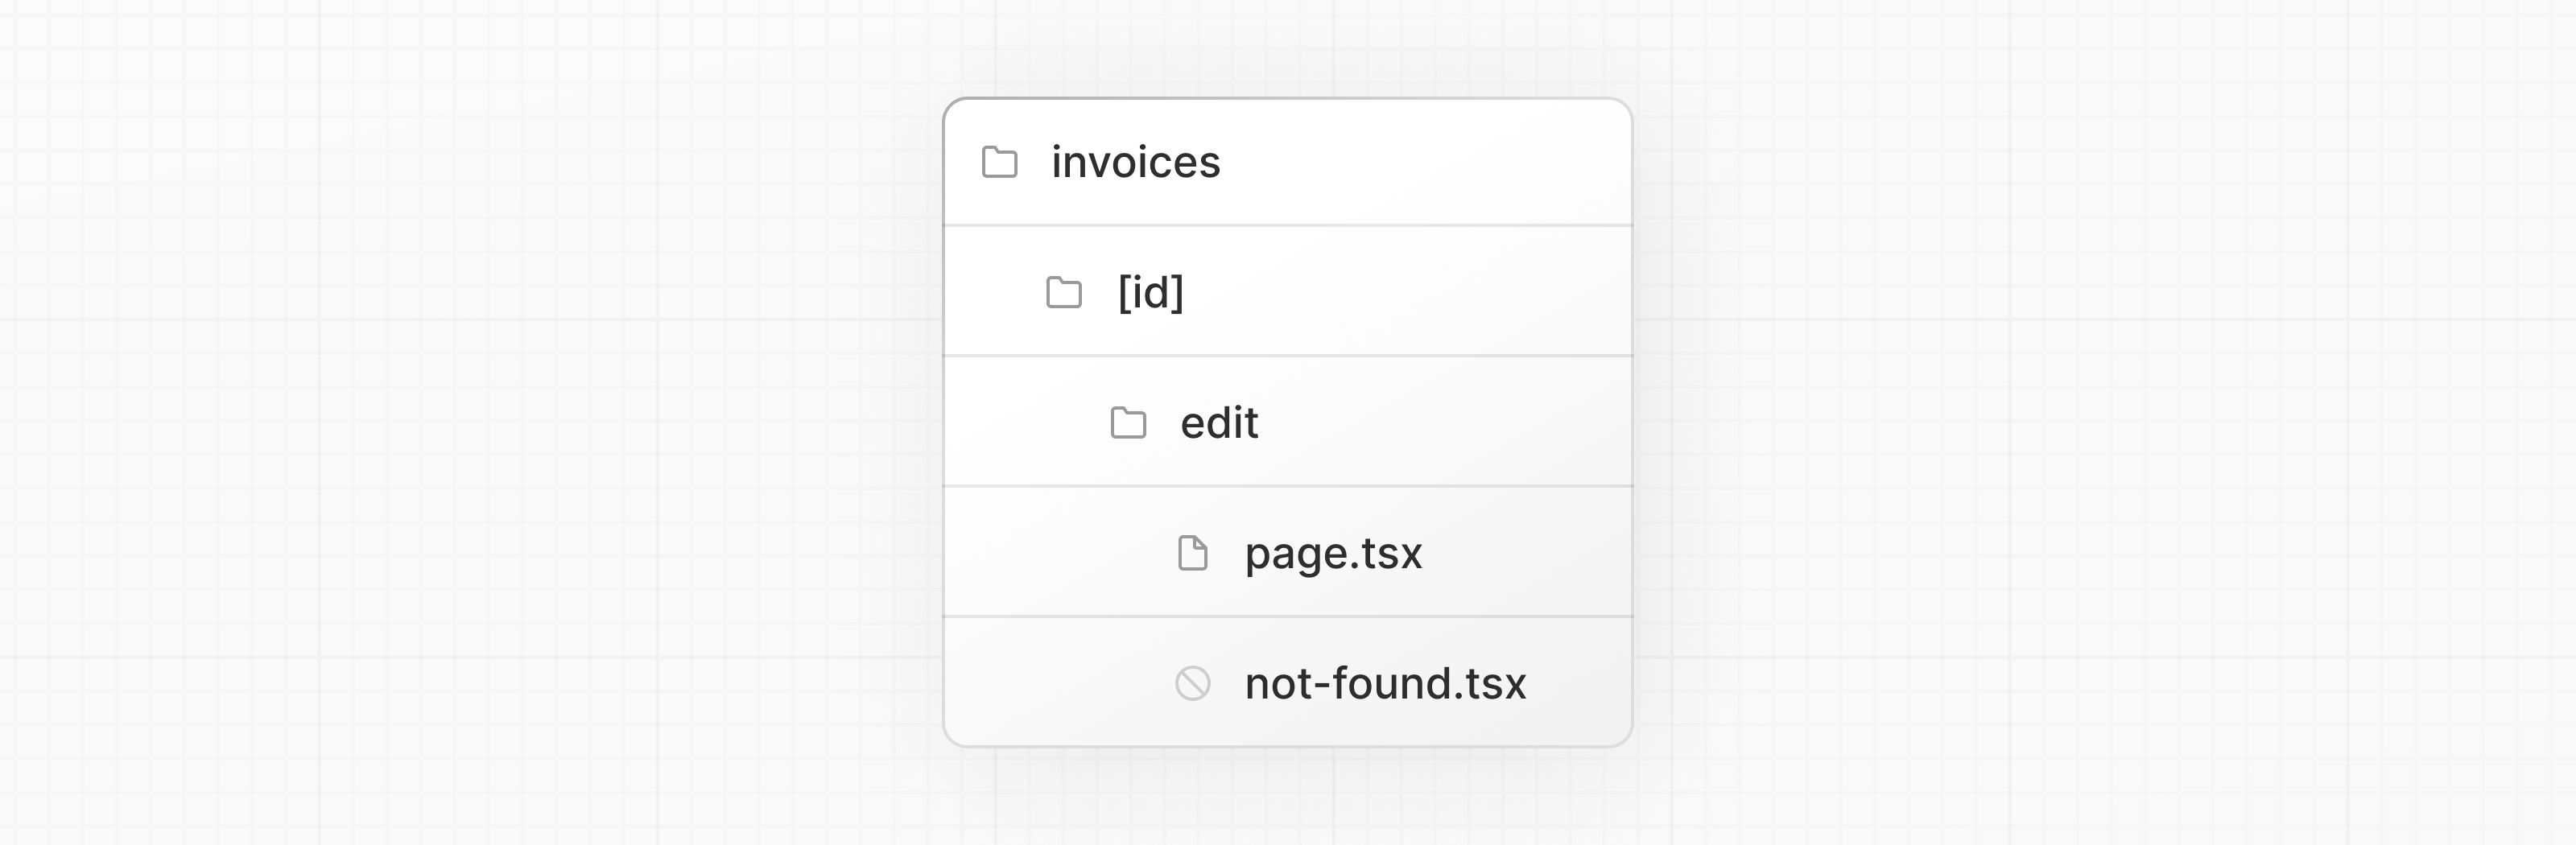 invoices
[id]
edit
page.tsx
not-found.tsx